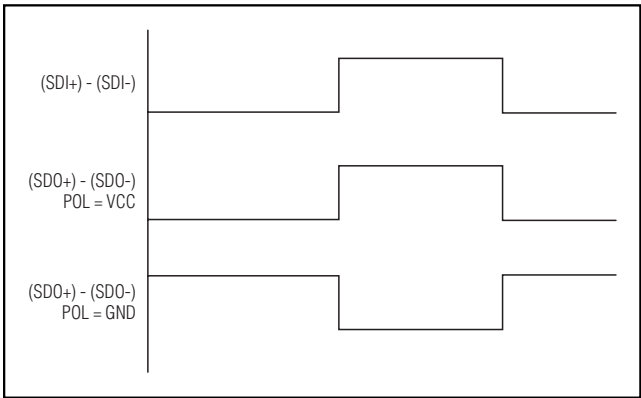 (SDI+) - (SDI-)
(SDO+) - (SDO-)
POL = VCC
(SDO+) - (SDO-)
POL = GND